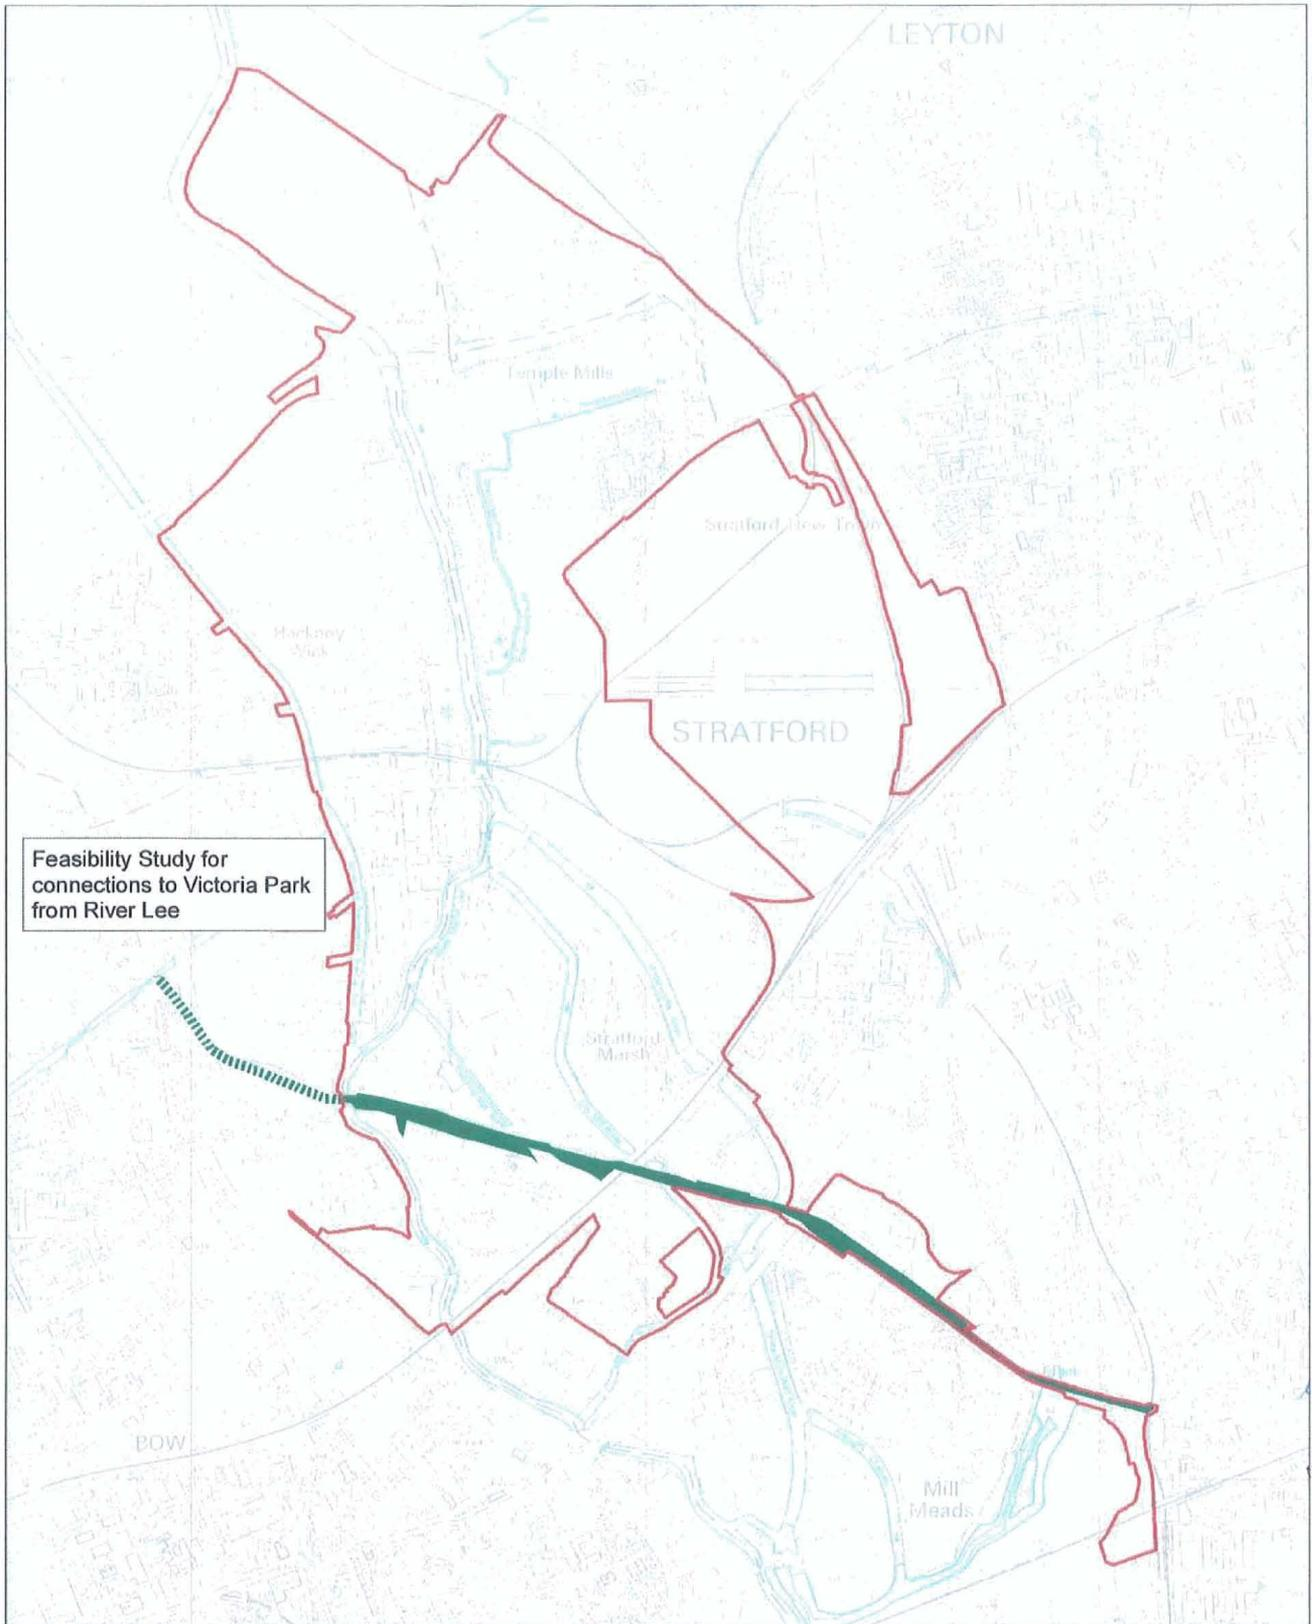 LEYTON
Temple Mills
Stratford New Town
Hackney
Wick
STRATFORD
Feasibility Study for
connections to Victoria Park
from River Lee
Stratford
Marsh
BOW
Mill
Meads